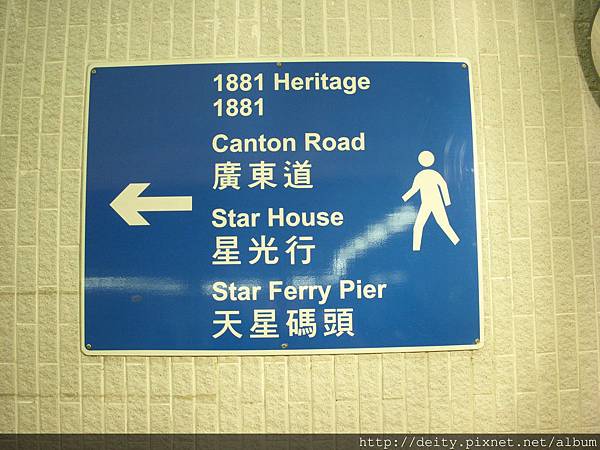 1881 Heritage
1881
Canton Road
廣東道
Star House
星光行
Star Ferry Pier
天星碼頭
http://deity.pixnet.net/album